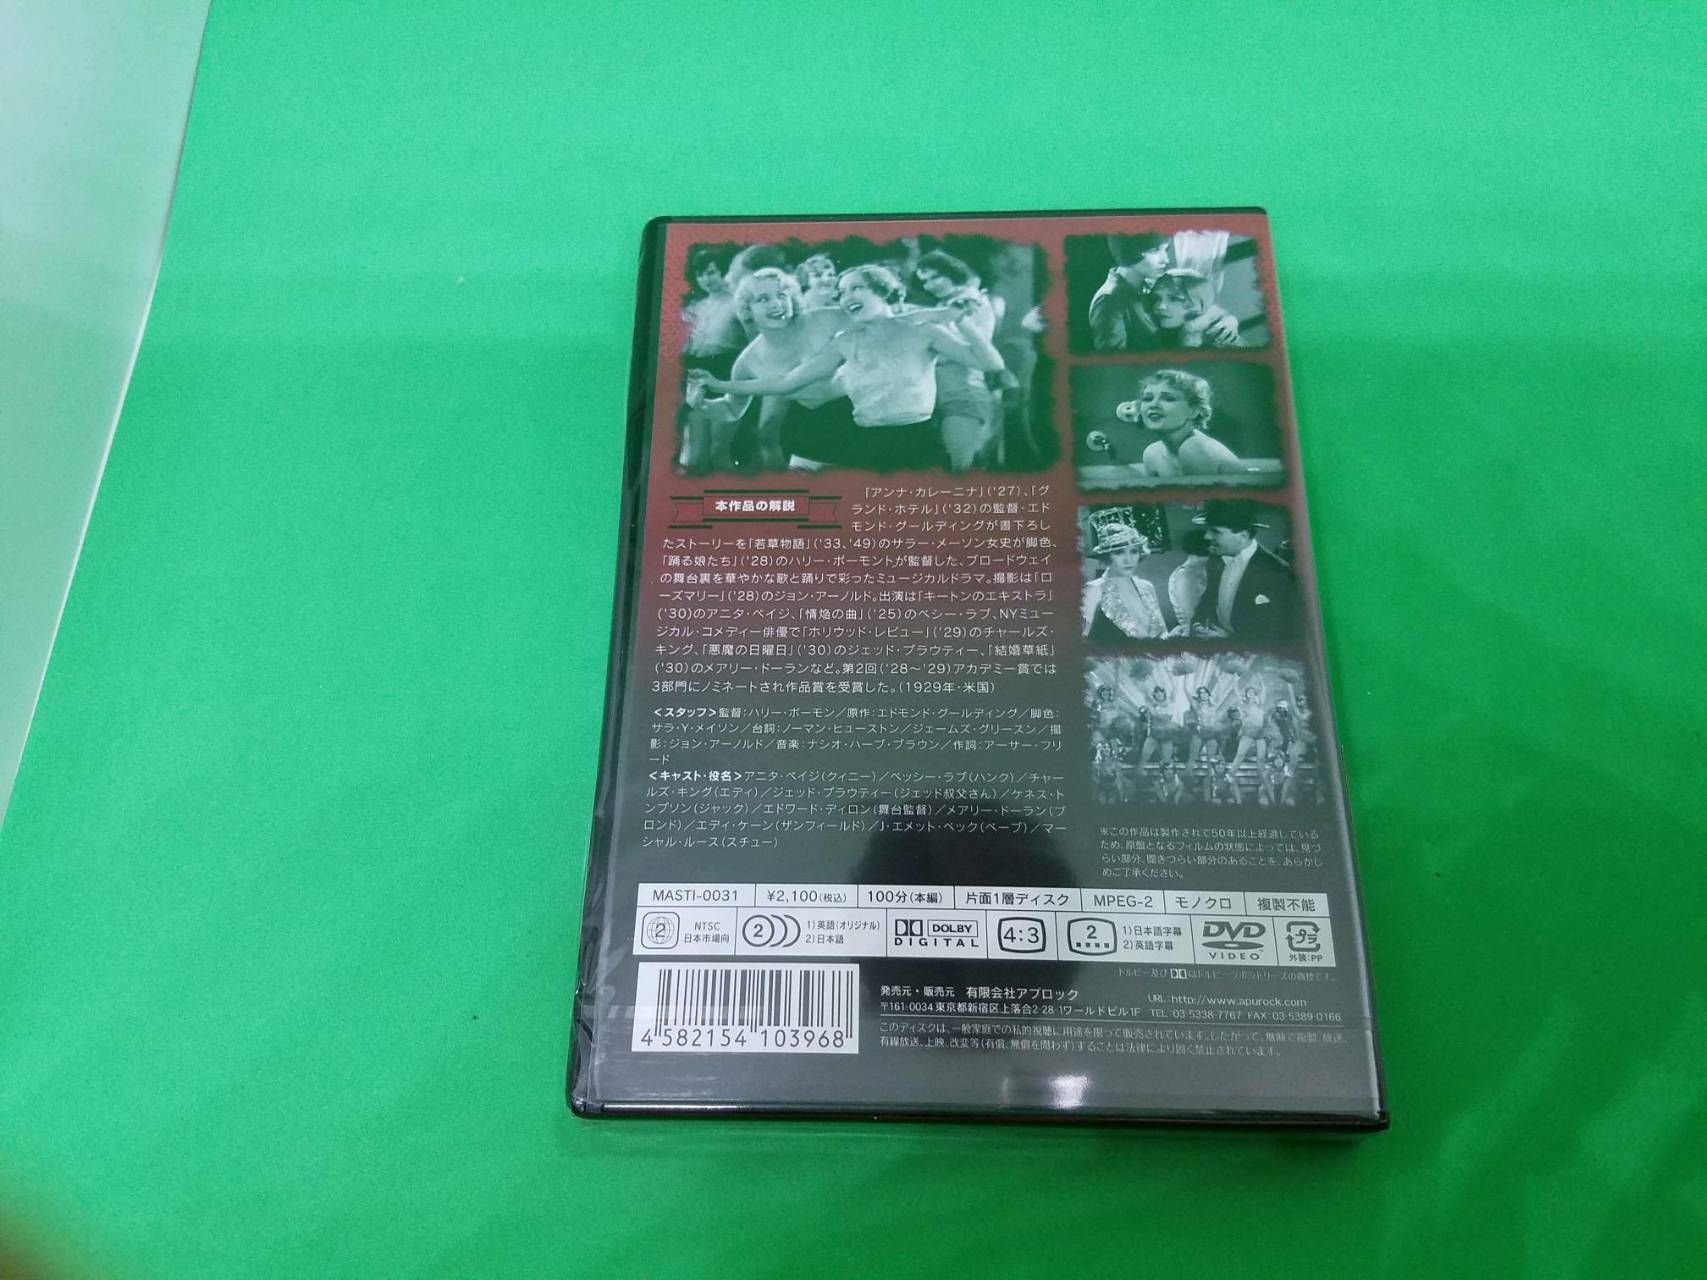 本作品の解説
「アンナ・カレーニナ」('27)、「グ
ランド・ホテル」('32)の監督・エド
モンド・グールディングが書下ろし
たストーリーを「若草物語」('33、'49)のサラー・メーソン女史が脚色、
「踊る娘たち」('28)のハリー・ボーモントが監督した、ブロードウェイ
の舞台裏を華やかな歌と踊りで彩ったミュージカルドラマ。撮影は「ロ
ーズマリー」('28)のジョン・アーノルド。出演は「キートンのエキストラ」
('30)のアニタ・ペイジ、「情焔の曲」('25)のベシー・ラブ、NYミュー
ジカル・コメディー俳優で「ホリウッド・レビュー」('29)のチャールズ・
キング、「悪魔の日曜日」('30)のジェッド・プラウティー、「結婚草紙」
('30)のメアリー・ドーランなど。第2回('28〜'29)アカデミー賞では
3部門にノミネートされ作品賞を受賞した。(1929年・米国)
<スタッフ>監督:ハリー・ボーモン/原作:エドモンド・グールディング/脚色:
サラ・Y・メイソン/台詞:ノーマン・ヒューストン/ジェームズ・グリースン/撮
影:ジョン・アーノルド/音楽:ナシオ・ハーブ・ブラウン/作詞:アーサー・フリ
ード
<キャスト・役名>アニタ・ペイジ(クィニー)/ベッシー・ラブ(ハンク)/チャー
ルズ・キング(エディ)/ジェッド・プラウティー(ジェッド叔父さん)/ケネス・ト
ンプソン(ジャック)/エドワード・ディロン(舞台監督)/メアリー・ドーラン(ブ
ロンド)/エディ・ケーン(ザンフィールド)/J・エメット・ベック(ベーブ)/マー
シャル・ルース(スチュー)
※この作品は製作されて50年以上経過している
ため、原盤となるフィルムの状態によっては、見づ
らい部分、聞きづらい部分のあることを、あらかじ
めご了承ください。
MASTI-0031 ¥2,100(税込) 100分(本編) 片面1層ディスク MPEG-2 モノクロ 複製不能
2 NTSC 日本市場向 2 1)英語(オリジナル) 2)日本語 DOLBY DIGITAL 4:3 2 1)日本語字幕 2)英語字幕 DVD VIDEO プラ 外装:PP
ドルビー及びはドルビーラボラトリーズの商標です。
4 582154 103968
発売元・販売元 有限会社アプロック URL:http://www.apurock.com
〒161-0034 東京都新宿区上落合2-28-1ワールドビル1F TEL 03-5338-7767 FAX 03-5389-0166
このディスクは、一般家庭での私的視聴に用途を限って販売されています。したがって、無断で複製、放送、
有線放送、上映、改変等(有償、無償を問わず)することは法律により固く禁止されています。